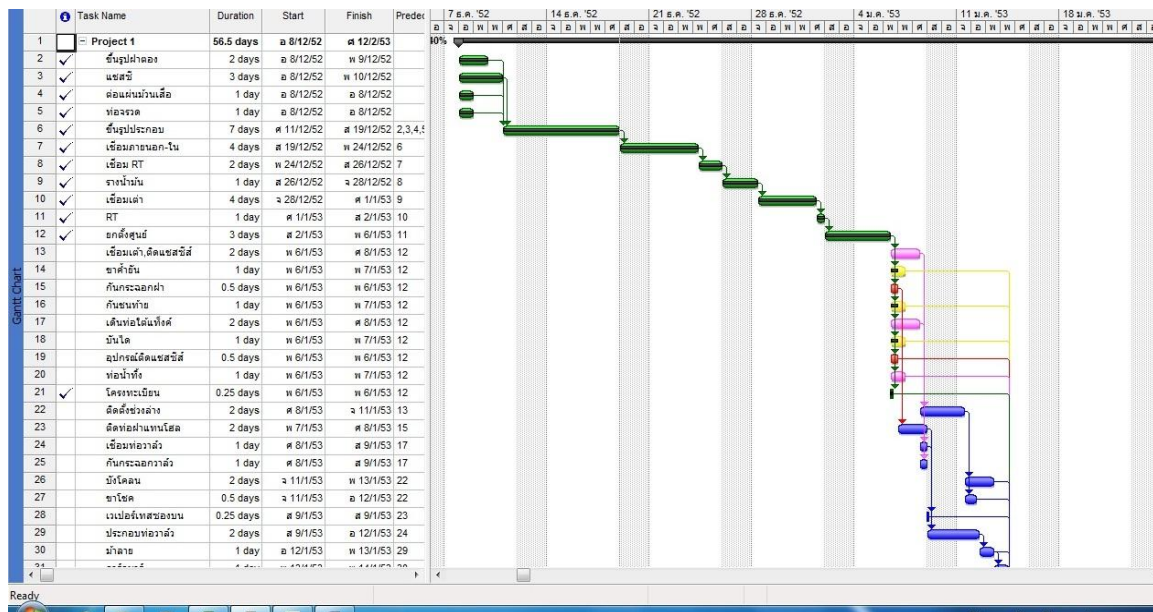 Task Name Duration Start Finish Predec 7 ธ.ค. '52 14 ธ.ค. '52 21 ธ.ค. '52 28 ธ.ค. '52 4 ม.ค. '53 11 ม.ค. '53 18 ม.ค. '53
1 Project 1 56.5 days อ 8/12/52 ศ 12/2/53
2 ขึ้นรูปฝาตอง 2 days อ 8/12/52 พ 9/12/52
3 แชสซี 3 days อ 8/12/52 พ 10/12/52
4 ต่อแผ่นม้วนเสื้อ 1 day อ 8/12/52 อ 8/12/52
5 ท่อจรวด 1 day อ 8/12/52 อ 8/12/52
6 ขึ้นรูปประกอบ 7 days ศ 11/12/52 ส 19/12/52 2,3,4,5
7 เชื่อมภายนอก-ใน 4 days ส 19/12/52 พ 24/12/52 6
8 เชื่อม RT 2 days พ 24/12/52 ส 26/12/52 7
9 รางน้ำมัน 1 day ส 26/12/52 จ 28/12/52 8
10 เชื่อมเต่า 4 days จ 28/12/52 ศ 1/1/53 9
11 RT 1 day ศ 1/1/53 ส 2/1/53 10
12 ยกตั้งศูนย์ 3 days ส 2/1/53 พ 6/1/53 11
13 เชื่อมเต้า,ติดแชสซีส์ 2 days พ 6/1/53 ศ 8/1/53 12
14 ขาค้ำยัน 1 day พ 6/1/53 พ 7/1/53 12
15 กันกระฉอกฝา 0.5 days พ 6/1/53 พ 6/1/53 12
16 กันชนท้าย 1 day พ 6/1/53 พ 7/1/53 12
17 เดินท่อใต้แท็งค์ 2 days พ 6/1/53 ศ 8/1/53 12
18 บันได 1 day พ 6/1/53 พ 7/1/53 12
19 อุปกรณ์ติดแชสซีส์ 0.5 days พ 6/1/53 พ 6/1/53 12
20 ท่อน้ำทิ้ง 1 day พ 6/1/53 พ 7/1/53 12
21 โครงทะเบียน 0.25 days พ 6/1/53 พ 6/1/53 12
22 ติดตั้งช่วงล่าง 2 days ศ 8/1/53 จ 11/1/53 13
23 ติดท่อฝาแทนโฮล 2 days พ 7/1/53 ศ 8/1/53 15
24 เชื่อมท่อวาล์ว 1 day ศ 8/1/53 ส 9/1/53 17
25 กันกระฉอกวาล์ว 1 day ศ 8/1/53 ส 9/1/53 17
26 บังโคลน 2 days จ 11/1/53 พ 13/1/53 22
27 ขาโชค 0.5 days จ 11/1/53 อ 12/1/53 22
28 เวเปอร์เทสซองบน 0.25 days ส 9/1/53 ส 9/1/53 23
29 ประกอบท่อวาล์ว 2 days ส 9/1/53 อ 12/1/53 24
30 ม้าลาย 1 day อ 12/1/53 พ 13/1/53 29
Gantt Chart
Ready